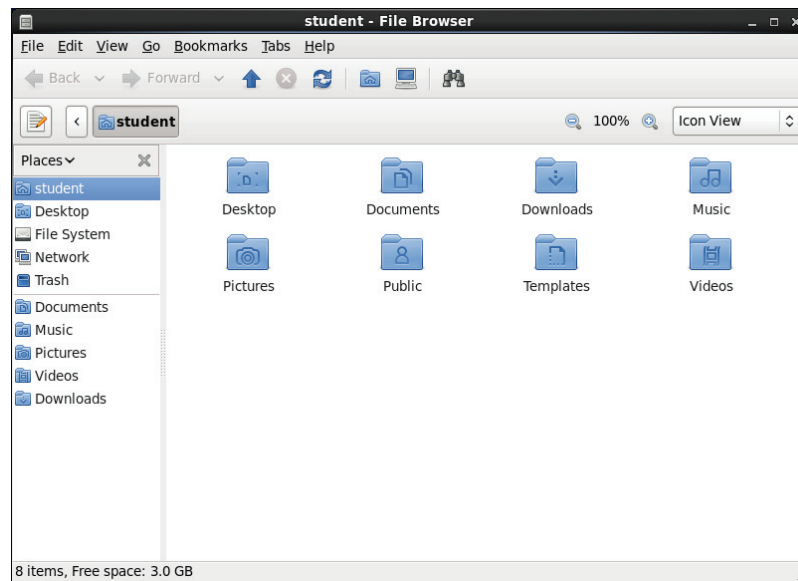 student - File Browser
File Edit View Go Bookmarks Tabs Help
Back Forward
student 100% Icon View
Places
student
Desktop
File System
Network
Trash
Documents
Music
Pictures
Videos
Downloads
Desktop Documents Downloads Music
Pictures Public Templates Videos
8 items, Free space: 3.0 GB